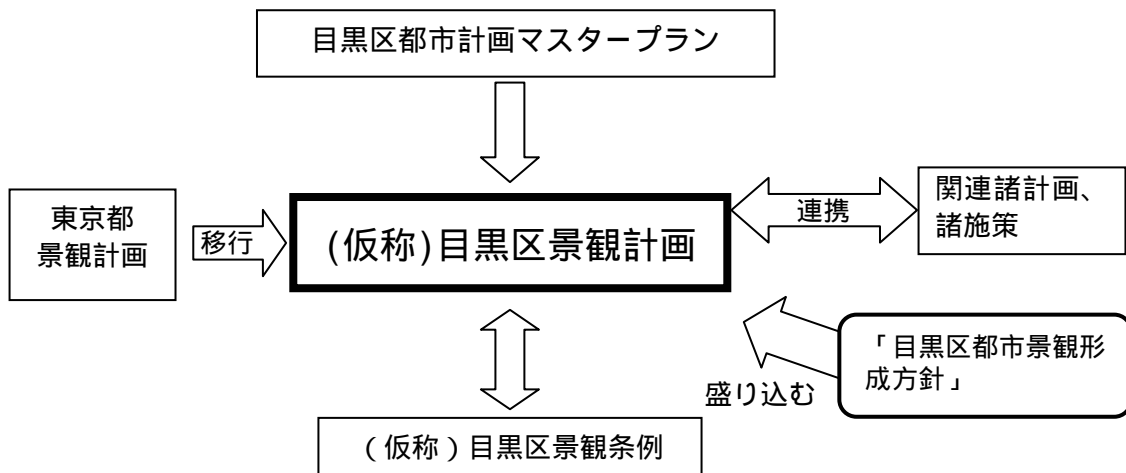 目黒区都市計画マスタープラン
東京都
景観計画
移行
(仮称)目黒区景観計画
連携
関連諸計画、
諸施策
「目黒区都市景観形
成方針」
盛り込む
（仮称）目黒区景観条例